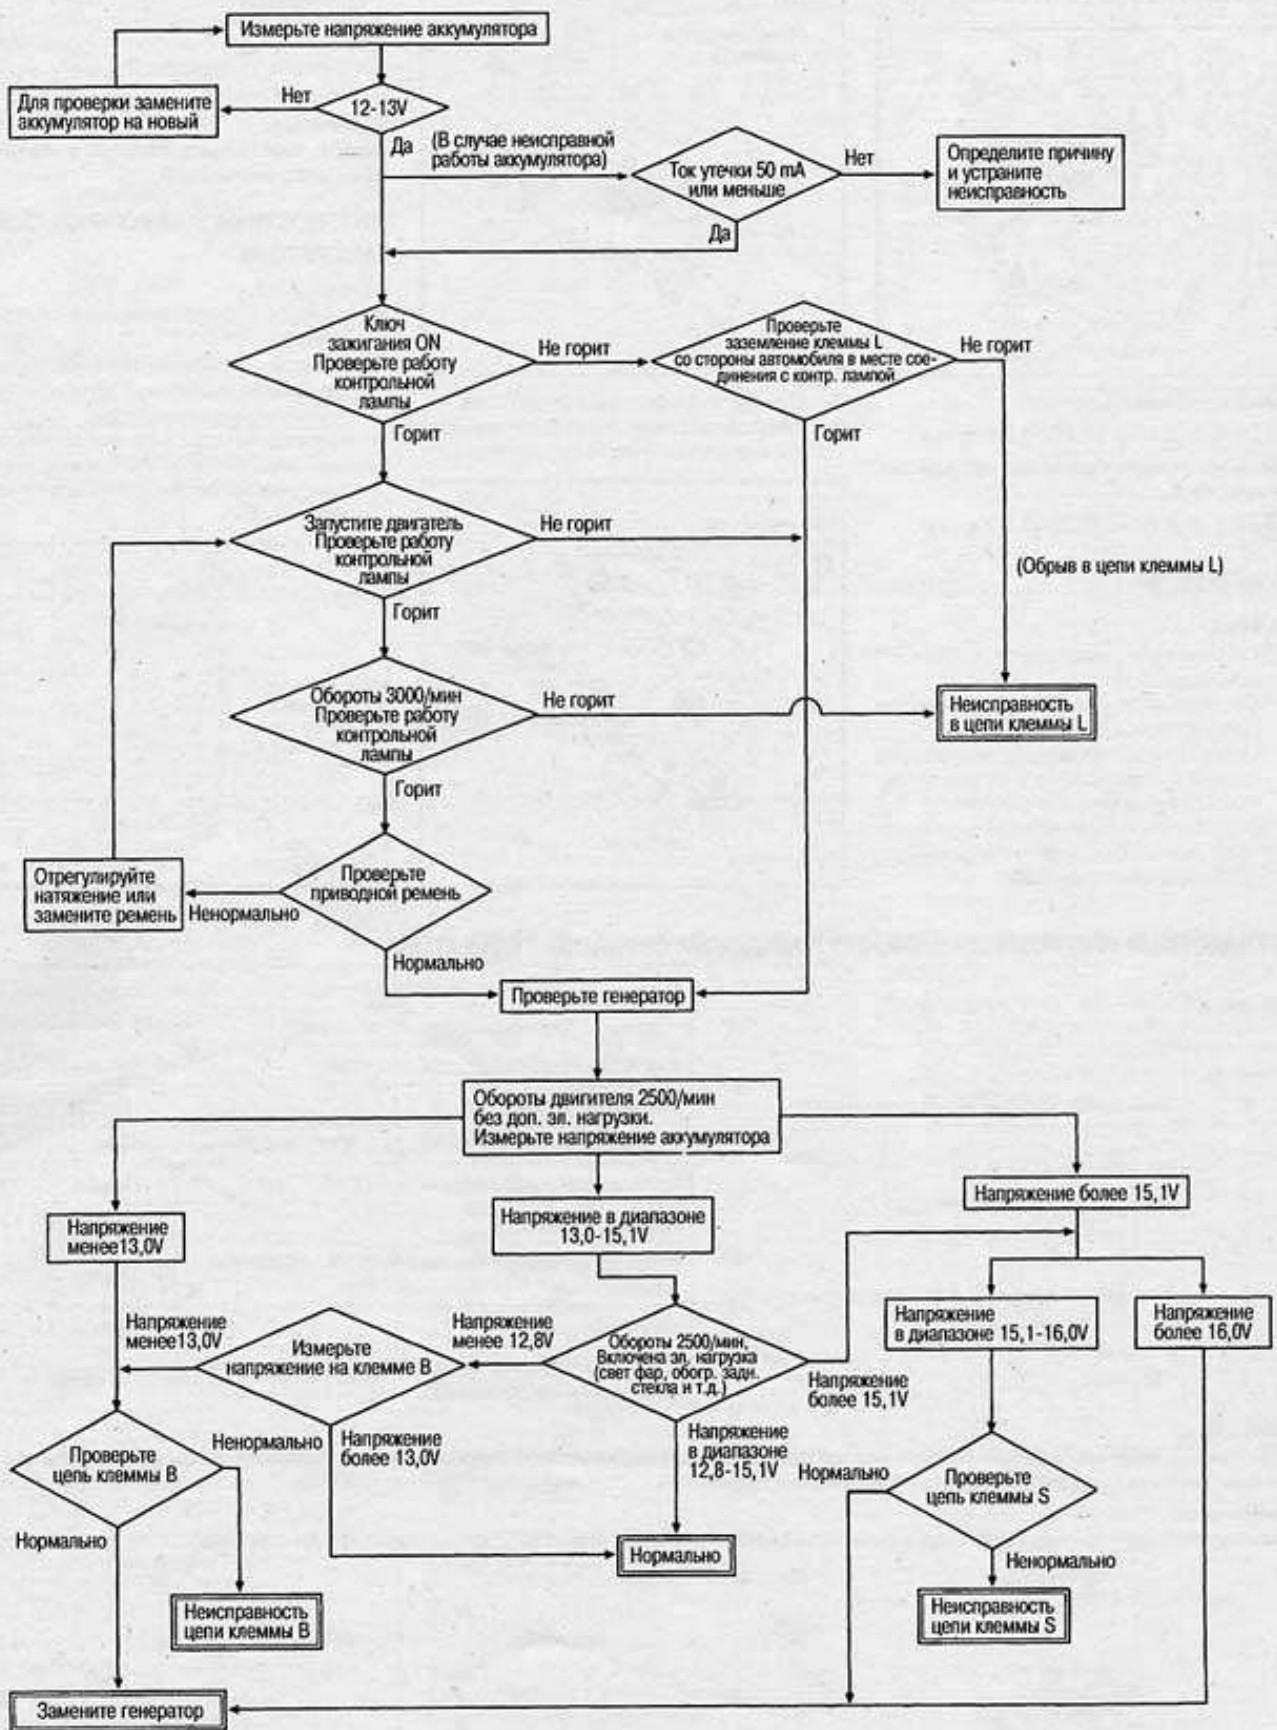 Измерьте напряжение аккумулятора
Для проверки замените
аккумулятор на новый
Нет
12-13V
Да
(В случае неисправной
работы аккумулятора)
Ток утечки 50 mA
или меньше
Нет
Определите причину
и устраните
неисправность
Да
Ключ
зажигания ON
Проверьте работу
контрольной
лампы
Не горит
Проверьте
заземление клеммы L
со стороны автомобиля в месте сое-
динения с контр. лампой
Не горит
Горит
Горит
Запустите двигатель
Проверьте работу
контрольной
лампы
Не горит
(Обрыв в цепи клеммы L)
Горит
Обороты 3000/мин
Проверьте работу
контрольной
лампы
Не горит
Неисправность
в цепи клеммы L
Горит
Отрегулируйте
натяжение или
замените ремень
Ненормально
Проверьте
приводной ремень
Нормально
Проверьте генератор
Обороты двигителя 2500/мин
без доп. эл. нагрузки.
Измерьте напряжение аккумулятора
Напряжение
менее13,0V
Напряжение в диапазоне
13,0-15,1V
Напряжение более 15,1V
Напряжение
в диапазоне 15,1-16,0V
Напряжение
более 16,0V
Напряжение
менее13,0V
Измерьте
напряжение на клемме B
Напряжение
менее 12,8V
Обороты 2500/мин,
Включена эл. нагрузка
(свет фар, обогр. задн.
стекла и т.д.)
Напряжение
более 15,1V
Проверьте
цепь клеммы B
Ненормально
Напряжение
более 13,0V
Напряжение
в диапазоне
12,8-15,1V
Нормально
Проверьте
цепь клеммы S
Нормально
Нормально
Ненормально
Неисправность
цепи клеммы B
Неисправность
цепи клеммы S
Замените генератор